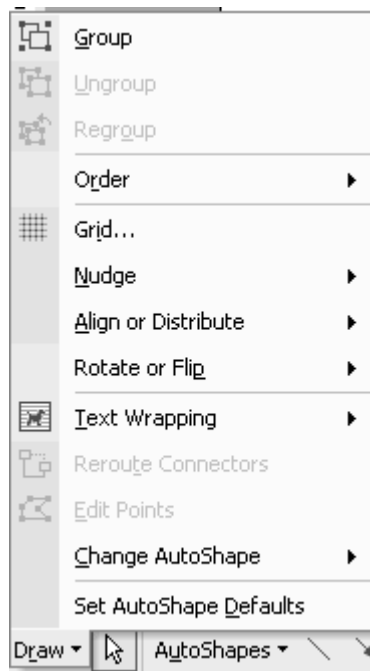 Group
Ungroup
Regroup
Order
Grid...
Nudge
Align or Distribute
Rotate or Flip
Text Wrapping
Reroute Connectors
Edit Points
Change AutoShape
Set AutoShape Defaults
Draw AutoShapes